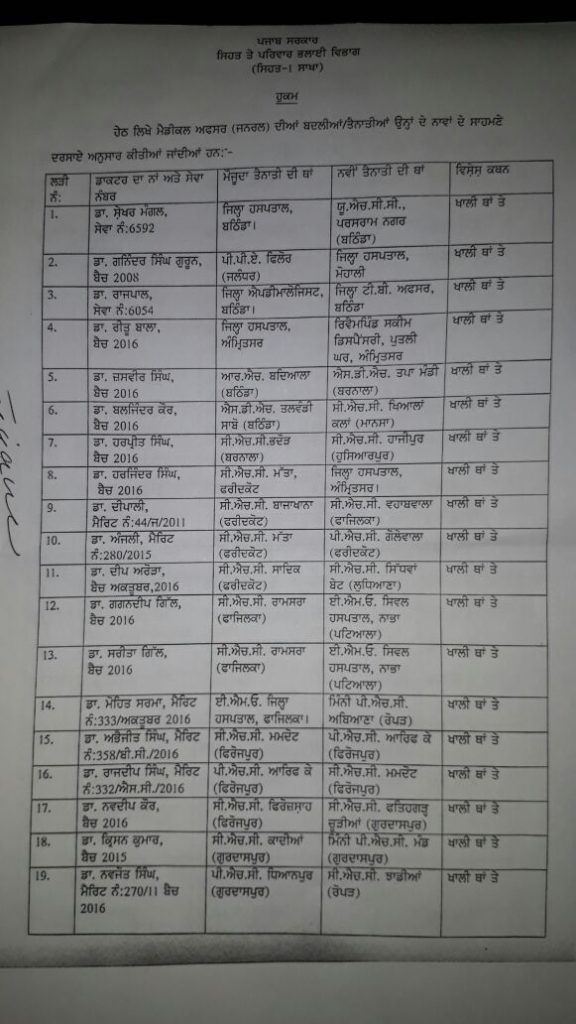 ਪੰਜਾਬ ਸਰਕਾਰ
ਸਿਹਤ ਤੇ ਪਰਿਵਾਰ ਭਲਾਈ ਵਿਭਾਗ
(ਸਿਹਤ-1 ਸਾਖਾ)
ਹੁਕਮ
ਹੇਠ ਲਿਖੇ ਮੈਡੀਕਲ ਅਫਸਰ (ਜਨਰਲ) ਦੀਆਂ ਬਦਲੀਆਂ/ਤੈਨਾਤੀਆਂ ਉਨ੍ਹਾਂ ਦੇ ਨਾਵਾਂ ਦੇ ਸਾਹਮਣੇ
ਦਰਸਾਏ ਅਨੁਸਾਰ ਕੀਤੀਆਂ ਜਾਂਦੀਆਂ ਹਨ:-
ਲੜੀ ਡਾਕਟਰ ਦਾ ਨਾਂ ਅਤੇ ਸੇਵਾ ਮੌਜੂਦਾ ਤੈਨਾਤੀ ਦੀ ਥਾਂ ਨਵੀਂ ਤੈਨਾਤੀ ਦੀ ਥਾਂ ਵਿਸ਼ੇਸ਼ ਕਥਨ
ਨੰ: ਨੰਬਰ
1. ਡਾ. ਸ਼ੇਖਰ ਮੰਗਲ, ਜਿਲ੍ਹਾ ਹਸਪਤਾਲ, ਯੂ.ਐਚ.ਸੀ.ਸੀ., ਖਾਲੀ ਥਾਂ ਤੇ
ਸੇਵਾ ਨੰ:6592 ਬਠਿੰਡਾ। ਪਰਸਰਾਮ ਨਗਰ
(ਬਠਿੰਡਾ)
2. ਡਾ. ਗਨਿੰਦਰ ਸਿੰਘ ਗੁਰੂਨ, ਪੀ.ਪੀ.ਏ. ਫਿਲੋਰ ਜਿਲ੍ਹਾ ਹਸਪਤਾਲ, ਖਾਲੀ ਥਾਂ ਤੇ
ਬੈਚ 2008 (ਜਲੰਧਰ) ਮੋਹਾਲੀ
3. ਡਾ. ਰਾਜਪਾਲ, ਜਿਲ੍ਹਾ ਐਪਡੀਮਾਲੋਜਿਸਟ, ਜਿਲ੍ਹਾ ਟੀ.ਬੀ. ਅਫਸਰ, ਖਾਲੀ ਥਾਂ ਤੇ
ਸੇਵਾ ਨੰ:6054 ਬਠਿੰਡਾ। ਬਠਿੰਡਾ
4. ਡਾ. ਰੀਤੂ ਬਾਲਾ, ਜਿਲ੍ਹਾ ਹਸਪਤਾਲ, ਰਿਵੈਮਪਿੰਡ ਸਕੀਮ ਖਾਲੀ ਥਾਂ ਤੇ
ਬੈਚ 2016 ਅੰਮ੍ਰਿਤਸਰ ਡਿਸਪੈਂਸਰੀ, ਪੁਤਲੀ
ਘਰ, ਅੰਮ੍ਰਿਤਸਰ
5. ਡਾ. ਜਸਵੀਰ ਸਿੰਘ, ਆਰ.ਐਚ. ਬਦਿਆਲਾ ਐਸ.ਡੀ.ਐਚ. ਤਪਾ ਮੰਡੀ ਖਾਲੀ ਥਾਂ ਤੇ
ਬੈਚ 2016 (ਬਠਿੰਡਾ) (ਬਰਨਾਲਾ)
6. ਡਾ. ਬਲਜਿੰਦਰ ਕੌਰ, ਐਸ.ਡੀ.ਐਚ. ਤਲਵੰਡੀ ਸੀ.ਐਚ.ਸੀ. ਖਿਆਲਾਂ ਖਾਲੀ ਥਾਂ ਤੇ
ਬੈਚ 2016 ਸਾਬੋ (ਬਠਿੰਡਾ) ਕਲਾਂ (ਮਾਨਸਾ)
7. ਡਾ. ਹਰਪ੍ਰੀਤ ਸਿੰਘ, ਸੀ.ਐਚ.ਸੀ.ਭਦੌੜ ਸੀ.ਐਚ.ਸੀ. ਹਾਜੀਪੁਰ ਖਾਲੀ ਥਾਂ ਤੇ
ਬੈਚ 2016 (ਬਰਨਾਲਾ) (ਹੁਸਿਆਰਪੁਰ)
8. ਡਾ. ਹਰਜਿੰਦਰ ਸਿੰਘ, ਸੀ.ਐਚ.ਸੀ. ਮੱਤਾ, ਜਿਲ੍ਹਾ ਹਸਪਤਾਲ, ਖਾਲੀ ਥਾਂ ਤੇ
ਬੈਚ 2016 ਫਰੀਦਕੋਟ ਅੰਮ੍ਰਿਤਸਰ।
9. ਡਾ. ਦੀਪਾਲੀ, ਸੀ.ਐਚ.ਸੀ. ਬਾਜਾਖਾਨਾ ਸੀ.ਐਚ.ਸੀ. ਵਹਾਬਵਾਲਾ ਖਾਲੀ ਥਾਂ ਤੇ
ਮੈਰਿਟ ਨੰ:44/ਜ/2011 (ਫਰੀਦਕੋਟ) (ਫਾਜਿਲਕਾ)
10. ਡਾ. ਅੰਜਲੀ, ਮੈਰਿਟ ਸੀ.ਐਚ.ਸੀ. ਮੱਤਾ ਪੀ.ਐਚ.ਸੀ. ਗੋਲੇਵਾਲਾ ਖਾਲੀ ਥਾਂ ਤੇ
ਨੰ:280/2015 (ਫਰੀਦਕੋਟ) (ਫਰੀਦਕੋਟ)
11. ਡਾ. ਦੀਪ ਅਰੋੜਾ, ਸੀ.ਐਚ.ਸੀ. ਸਾਦਿਕ ਸੀ.ਐਚ.ਸੀ. ਸਿੱਧਵਾਂ ਖਾਲੀ ਥਾਂ ਤੇ
ਬੈਚ ਅਕਤੂਬਰ,2016 (ਫਰੀਦਕੋਟ) ਬੇਟ (ਲੁਧਿਆਣਾ)
12. ਡਾ. ਗਗਨਦੀਪ ਗਿੱਲ, ਸੀ.ਐਚ.ਸੀ. ਰਾਮਸਰਾ ਈ.ਐਮ.ਓ. ਸਿਵਲ ਖਾਲੀ ਥਾਂ ਤੇ
ਬੈਚ 2016 (ਫਾਜਿਲਕਾ) ਹਸਪਤਾਲ, ਨਾਭਾ
(ਪਟਿਆਲਾ)
13. ਡਾ. ਸਰੀਤਾ ਗਿੱਲ, ਸੀ.ਐਚ.ਸੀ. ਰਾਮਸਰਾ ਈ.ਐਮ.ਓ. ਸਿਵਲ ਖਾਲੀ ਥਾਂ ਤੇ
ਬੈਚ 2016 (ਫਾਜਿਲਕਾ) ਹਸਪਤਾਲ, ਨਾਭਾ
(ਪਟਿਆਲਾ)
14. ਡਾ. ਮੋਹਿਤ ਸਰਮਾ, ਮੈਰਿਟ ਈ.ਐਮ.ਓ. ਜਿਲ੍ਹਾ ਮਿੰਨੀ ਪੀ.ਐਚ.ਸੀ. ਖਾਲੀ ਥਾਂ ਤੇ
ਨੰ:333/ਅਕਤੂਬਰ 2016 ਹਸਪਤਾਲ, ਫਾਜਿਲਕਾ। ਅਬਿਆਣਾ (ਰੋਪੜ)
15. ਡਾ. ਅਭੈਜੀਤ ਸਿੰਘ, ਮੈਰਿਟ ਸੀ.ਐਚ.ਸੀ. ਮਮਦੋਟ ਪੀ.ਐਚ.ਸੀ. ਆਰਿਫ ਕੇ ਖਾਲੀ ਥਾਂ ਤੇ
ਨੰ:358/ਬੀ.ਸੀ./2016 (ਫਿਰੋਜਪੁਰ) (ਫਿਰੋਜਪੁਰ)
16. ਡਾ. ਰਾਜਦੀਪ ਸਿੰਘ, ਮੈਰਿਟ ਪੀ.ਐਚ.ਸੀ. ਆਰਿਫ ਕੇ ਸੀ.ਐਚ.ਸੀ. ਮਮਦੋਟ ਖਾਲੀ ਥਾਂ ਤੇ
ਨੰ:332/ਐਸ.ਸੀ./2016 (ਫਿਰੋਜਪੁਰ) (ਫਿਰੋਜਪੁਰ)
17. ਡਾ. ਨਵਦੀਪ ਕੌਰ, ਸੀ.ਐਚ.ਸੀ. ਫਿਰੋਜ਼ਸ਼ਾਹ ਸੀ.ਐਚ.ਸੀ. ਫਤਿਹਗੜ੍ਹ ਖਾਲੀ ਥਾਂ ਤੇ
ਬੈਚ 2016 (ਫਿਰੋਜਪੁਰ) ਚੂੜੀਆਂ (ਗੁਰਦਾਸਪੁਰ)
18. ਡਾ. ਕ੍ਰਿਸਨ ਕੁਮਾਰ, ਸੀ.ਐਚ.ਸੀ. ਕਾਦੀਆਂ ਮਿੰਨੀ ਪੀ.ਐਚ.ਸੀ. ਮੰਡ ਖਾਲੀ ਥਾਂ ਤੇ
ਬੈਚ 2015 (ਗੁਰਦਾਸਪੁਰ) (ਗੁਰਦਾਸਪੁਰ)
19. ਡਾ. ਨਵਜੋਤ ਸਿੰਘ, ਪੀ.ਐਚ.ਸੀ. ਧਿਆਨਪੁਰ ਸੀ.ਐਚ.ਸੀ. ਝਾਡੀਆਂ ਖਾਲੀ ਥਾਂ ਤੇ
ਮੈਰਿਟ ਨੰ:270/11 ਬੈਚ (ਗੁਰਦਾਸਪੁਰ) (ਰੋਪੜ)
2016